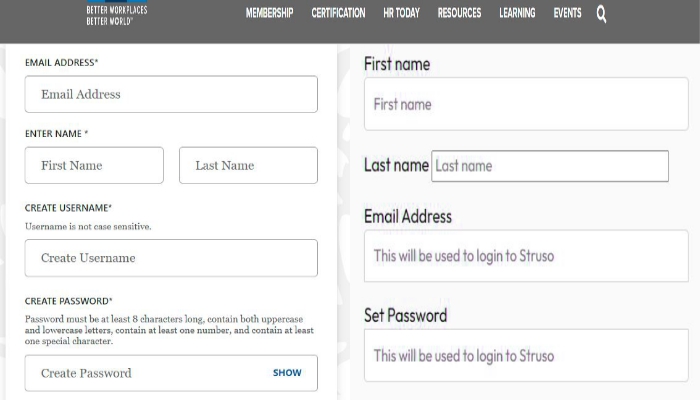 BETTER WORKPLACES
BETTER WORLD®
MEMBERSHIP CERTIFICATION HR TODAY RESOURCES LEARNING EVENTS
EMAIL ADDRESS*
Email Address
ENTER NAME *
First Name Last Name
CREATE USERNAME*
Username is not case sensitive.
Create Username
CREATE PASSWORD*
Password must be at least 8 characters long, contain both uppercase
and lowercase letters, contain at least one number, and contain at least
one special character.
Create Password SHOW
First name
First name
Last name Last name
Email Address
This will be used to login to Struso
Set Password
This will be used to login to Struso